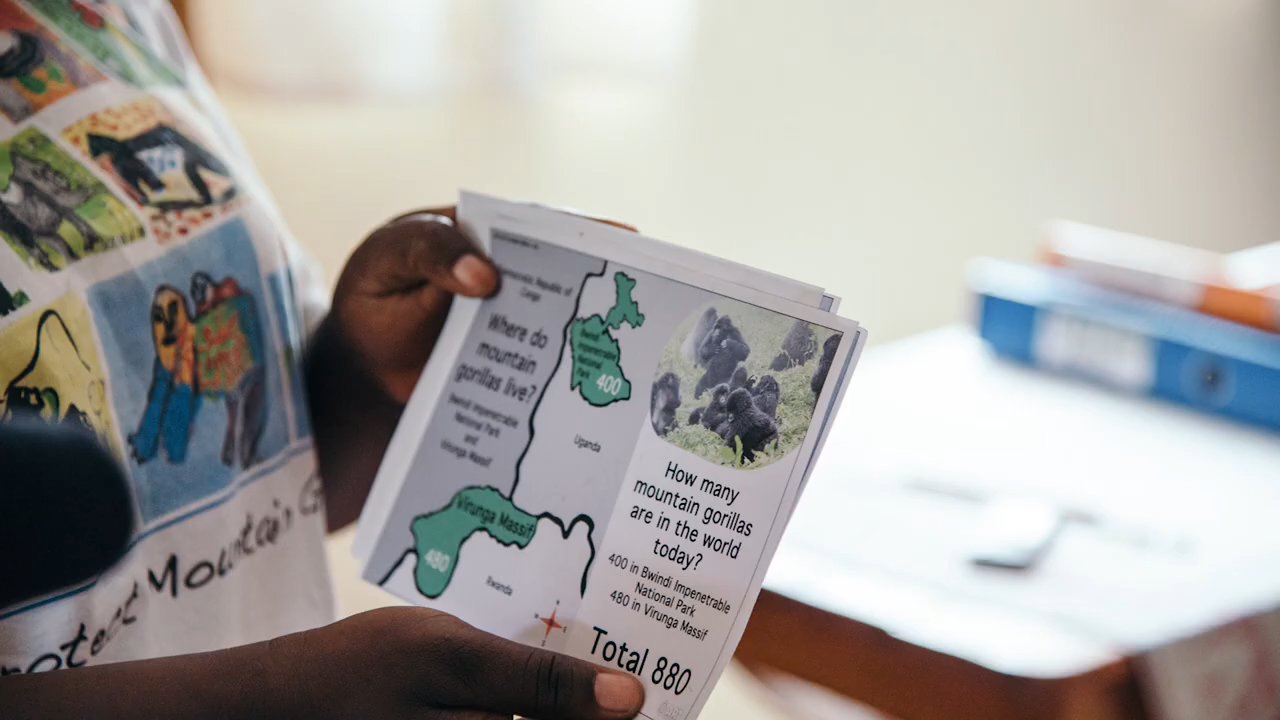 Democratic Republic of
Congo
Where do
mountain
gorillas live?
Bwindi Impenetrable
National Park
and
Virunga Massif
Bwindi
Impenetrable
National
Park
400
Uganda
Virunga Massif
480
Rwanda
How many
mountain gorillas
are in the world
today?
400 in Bwindi Impenetrable
National Park
480 in Virunga Massif
Total 880
rotect Mountain G